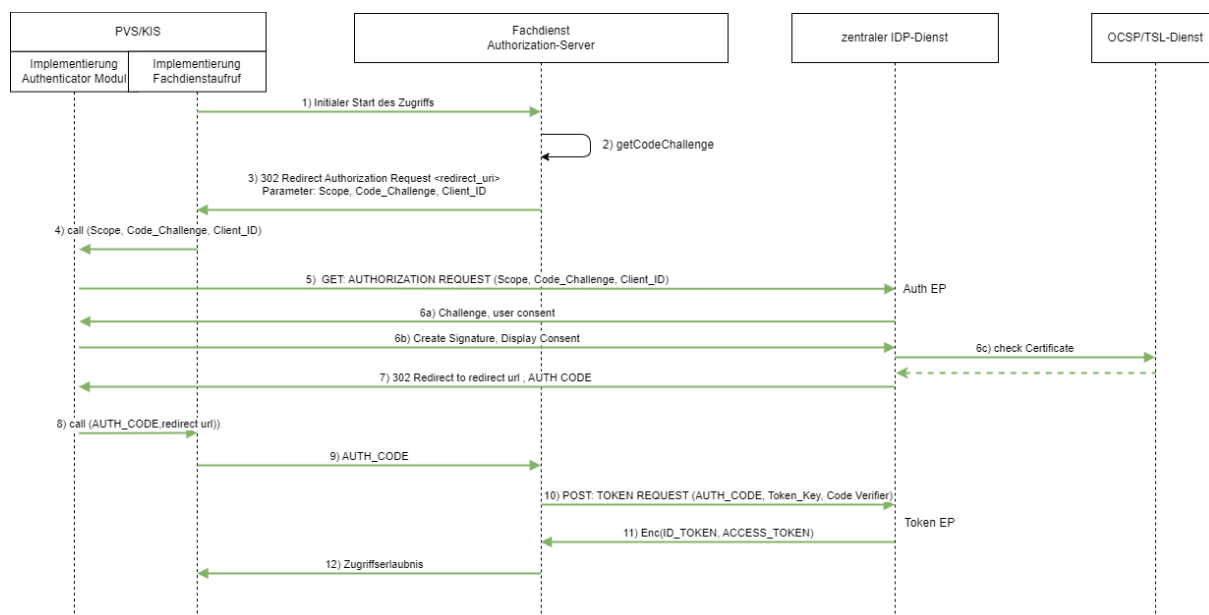 PVS/KIS
Fachdienst
Authorization-Server
zentraler IDP-Dienst
OCSP/TSL-Dienst
Implementierung
Authenticator Modul
Implementierung
Fachdienstaufruf
1) Initialer Start des Zugriffs
2) getCodeChallenge
3) 302 Redirect Authorization Request <redirect_uri>
Parameter: Scope, Code_Challenge, Client_ID
4) call (Scope, Code_Challenge, Client_ID)
5) GET: AUTHORIZATION REQUEST (Scope, Code_Challenge, Client_ID)
Auth EP
6a) Challenge, user consent
6b) Create Signature, Display Consent
6c) check Certificate
7) 302 Redirect to redirect url , AUTH CODE
8) call (AUTH_CODE,redirect url))
9) AUTH_CODE
10) POST: TOKEN REQUEST (AUTH_CODE, Token_Key, Code Verifier)
Token EP
11) Enc(ID_TOKEN, ACCESS_TOKEN)
12) Zugriffserlaubnis